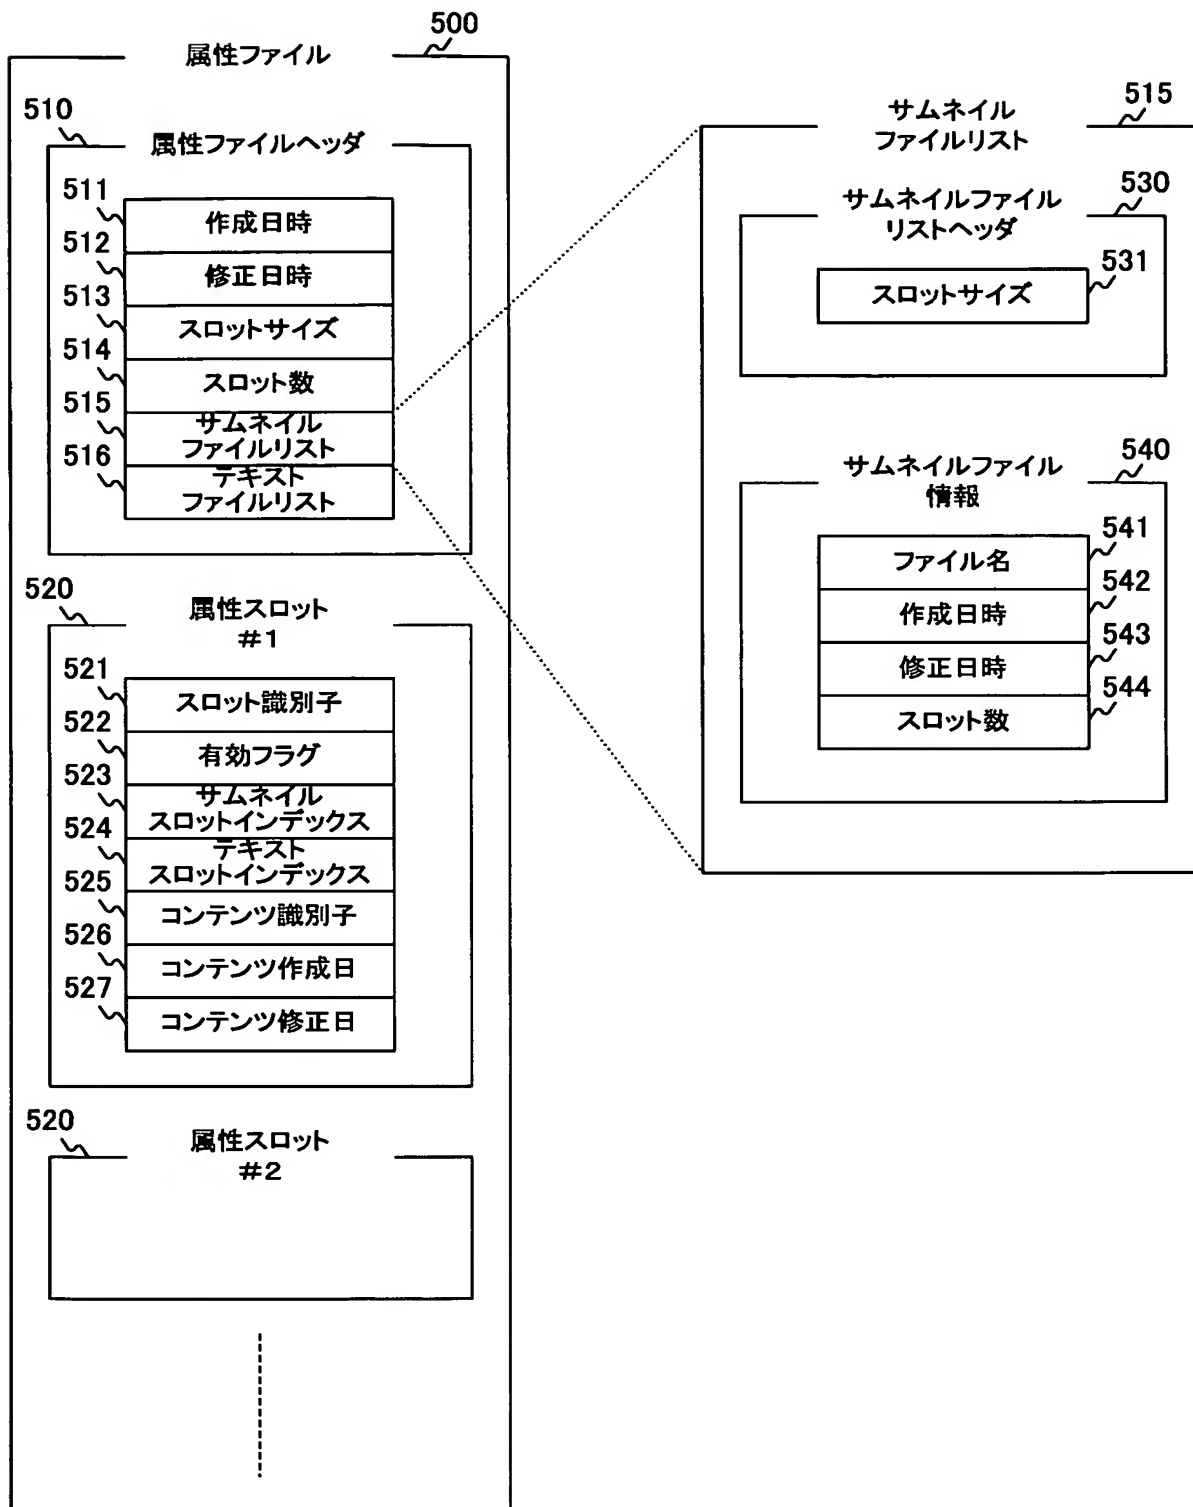 500
属性ファイル
510
属性ファイルヘッダ
511
作成日時
512
修正日時
513
スロットサイズ
514
スロット数
515
サムネイル
ファイルリスト
516
テキスト
ファイルリスト
520
属性スロット
#1
521
スロット識別子
522
有効フラグ
523
サムネイル
スロットインデックス
524
テキスト
スロットインデックス
525
コンテンツ識別子
526
コンテンツ作成日
527
コンテンツ修正日
520
属性スロット
#2
515
サムネイル
ファイルリスト
530
サムネイルファイル
リストヘッダ
531
スロットサイズ
540
サムネイルファイル
情報
541
ファイル名
542
作成日時
543
修正日時
544
スロット数